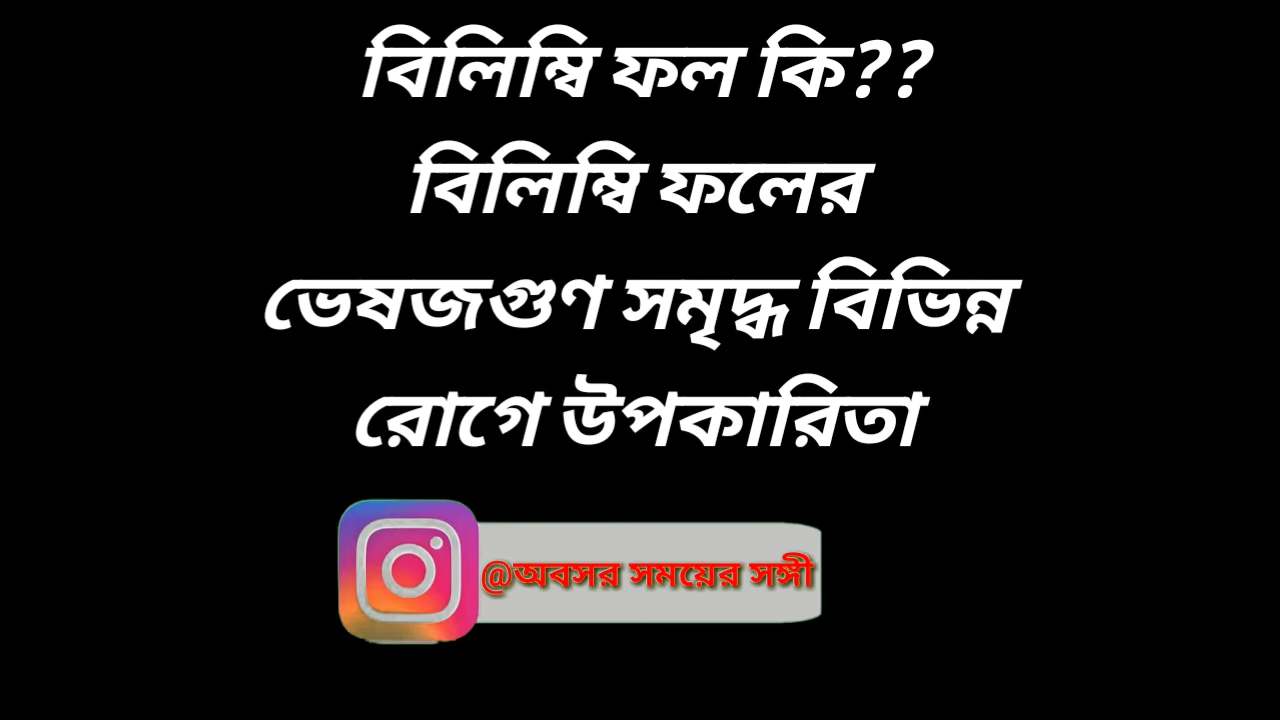 বিলিম্বি ফল কি??
বিলিম্বি ফলের
ভেষজগুণ সমৃদ্ধ বিভিন্ন
রোগে উপকারিতা
@অবসর সময়ের সঙ্গী